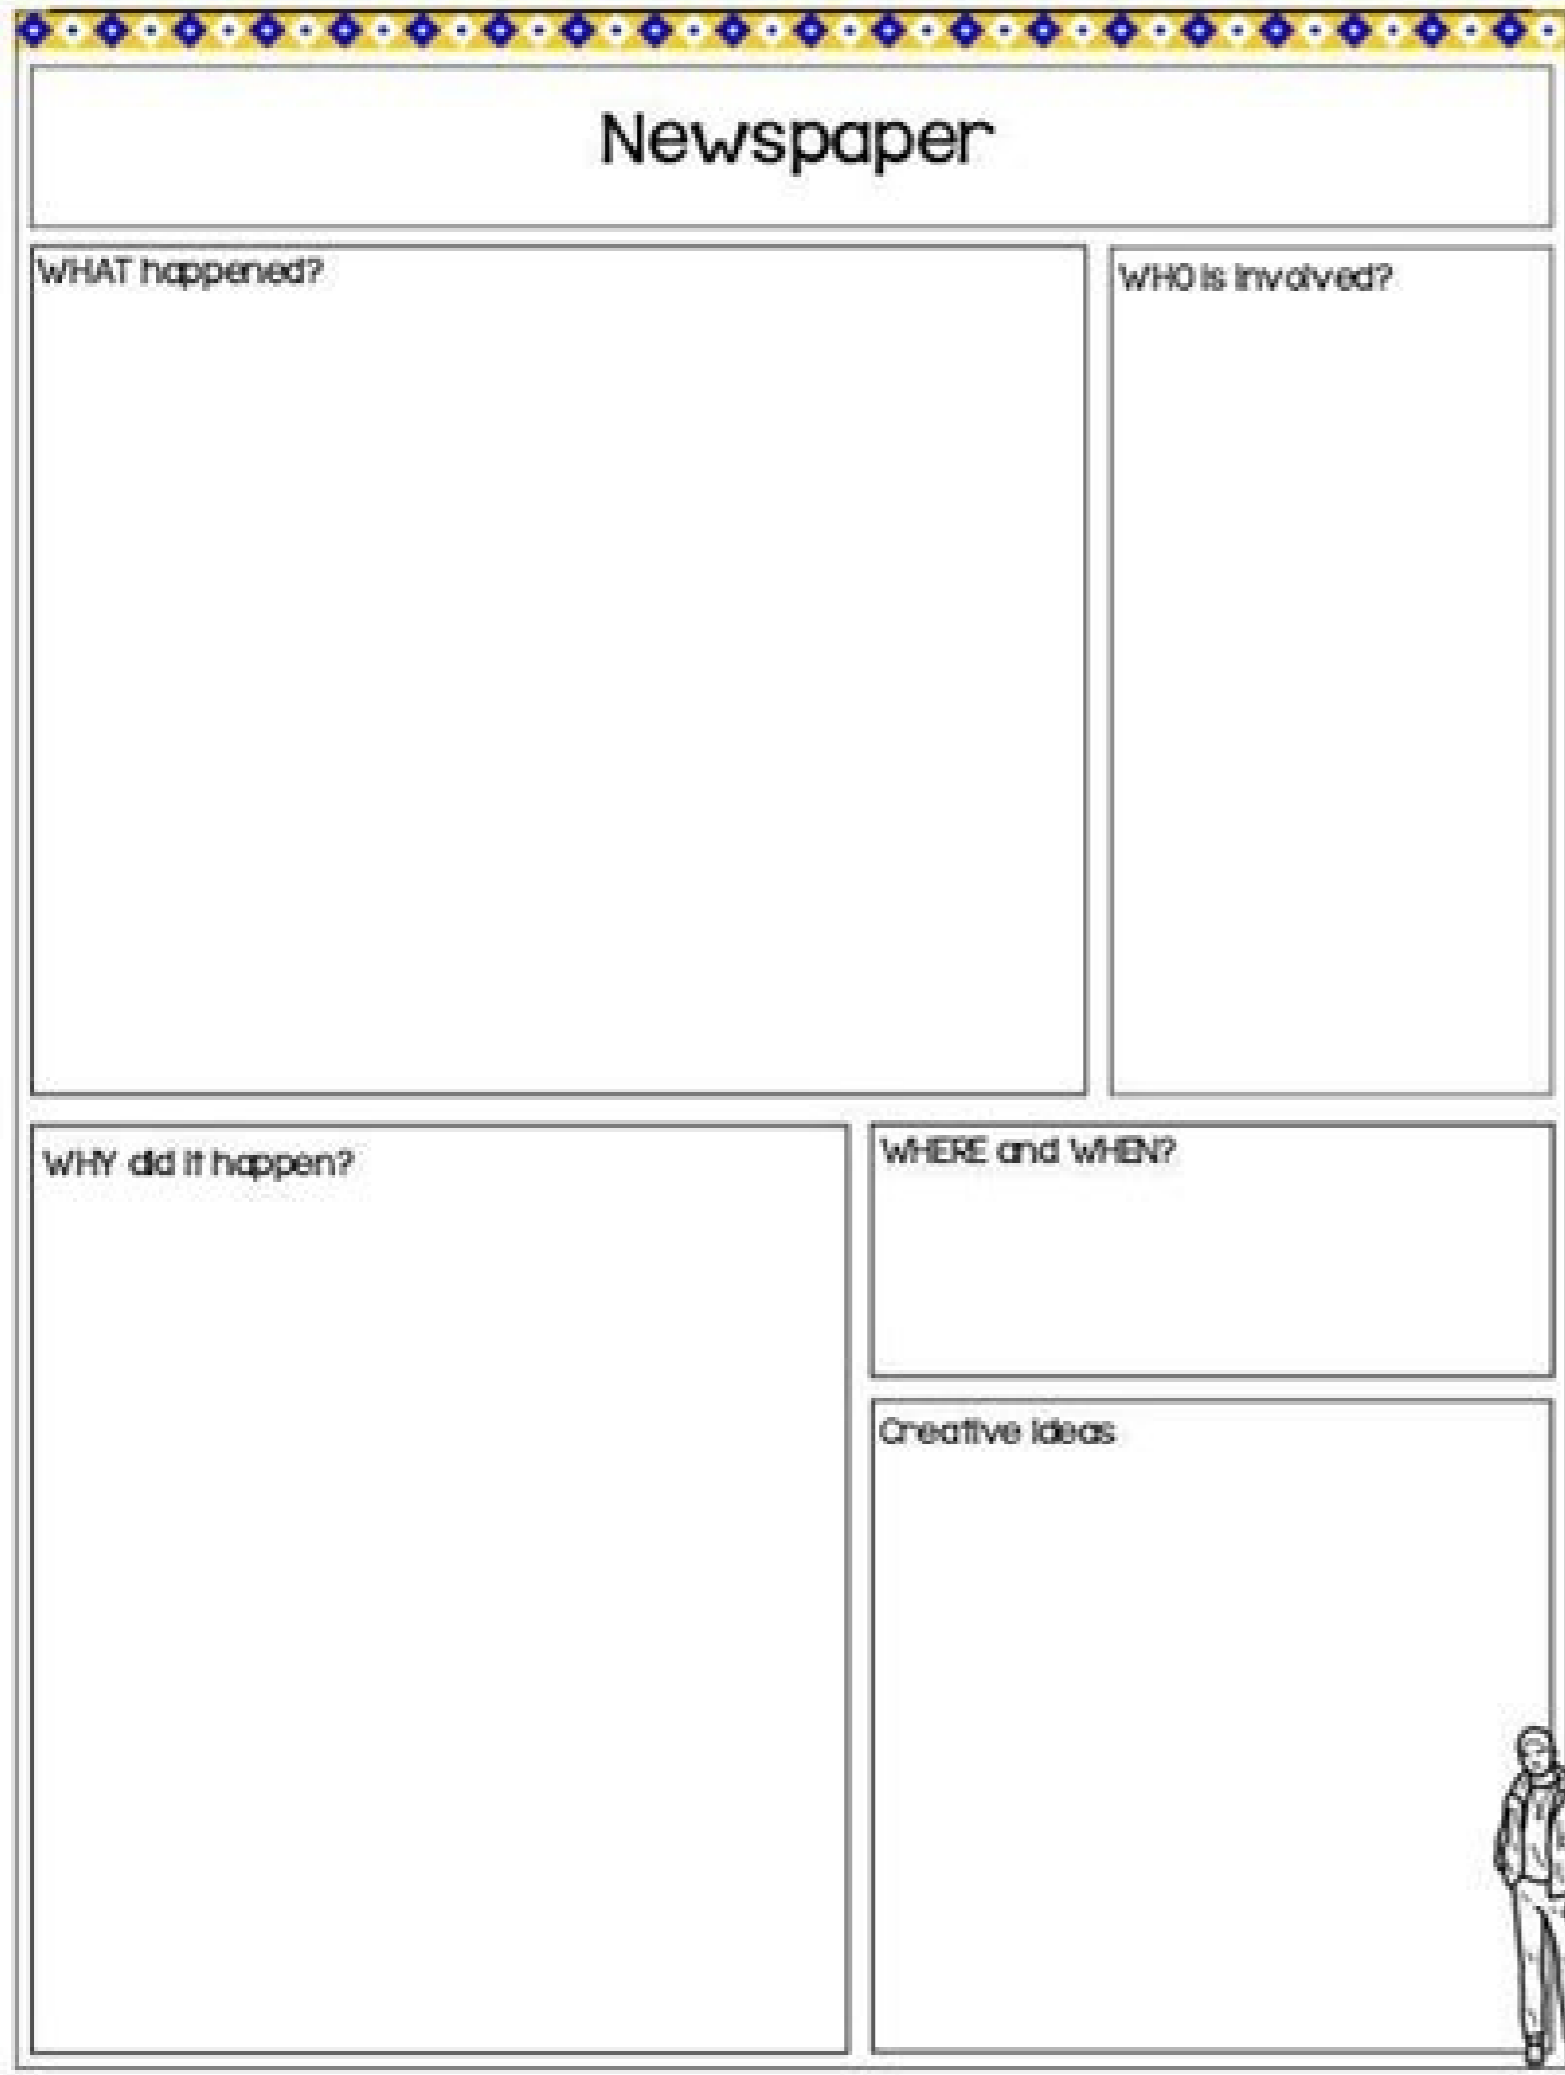 Newspaper
WHAT happened?
WHO is involved?
WHY did it happen?
WHERE and WHEN?
Creative ideas